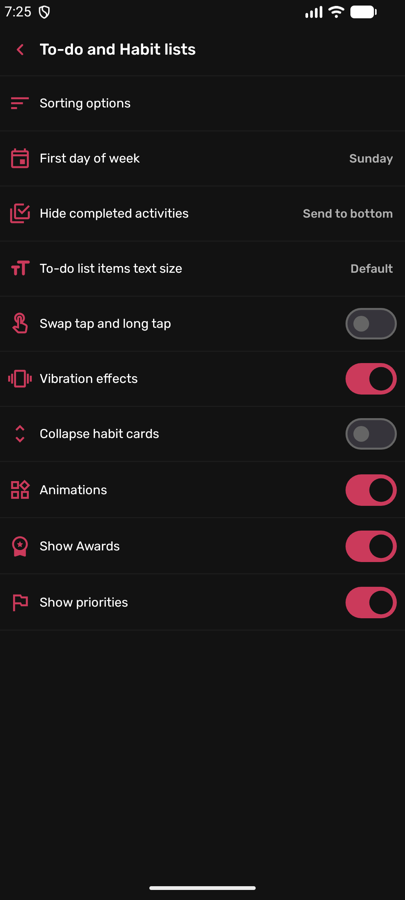 7:25
To-do and Habit lists
Sorting options
First day of week Sunday
Hide completed activities Send to bottom
To-do list items text size Default
Swap tap and long tap
Vibration effects
Collapse habit cards
Animations
Show Awards
Show priorities